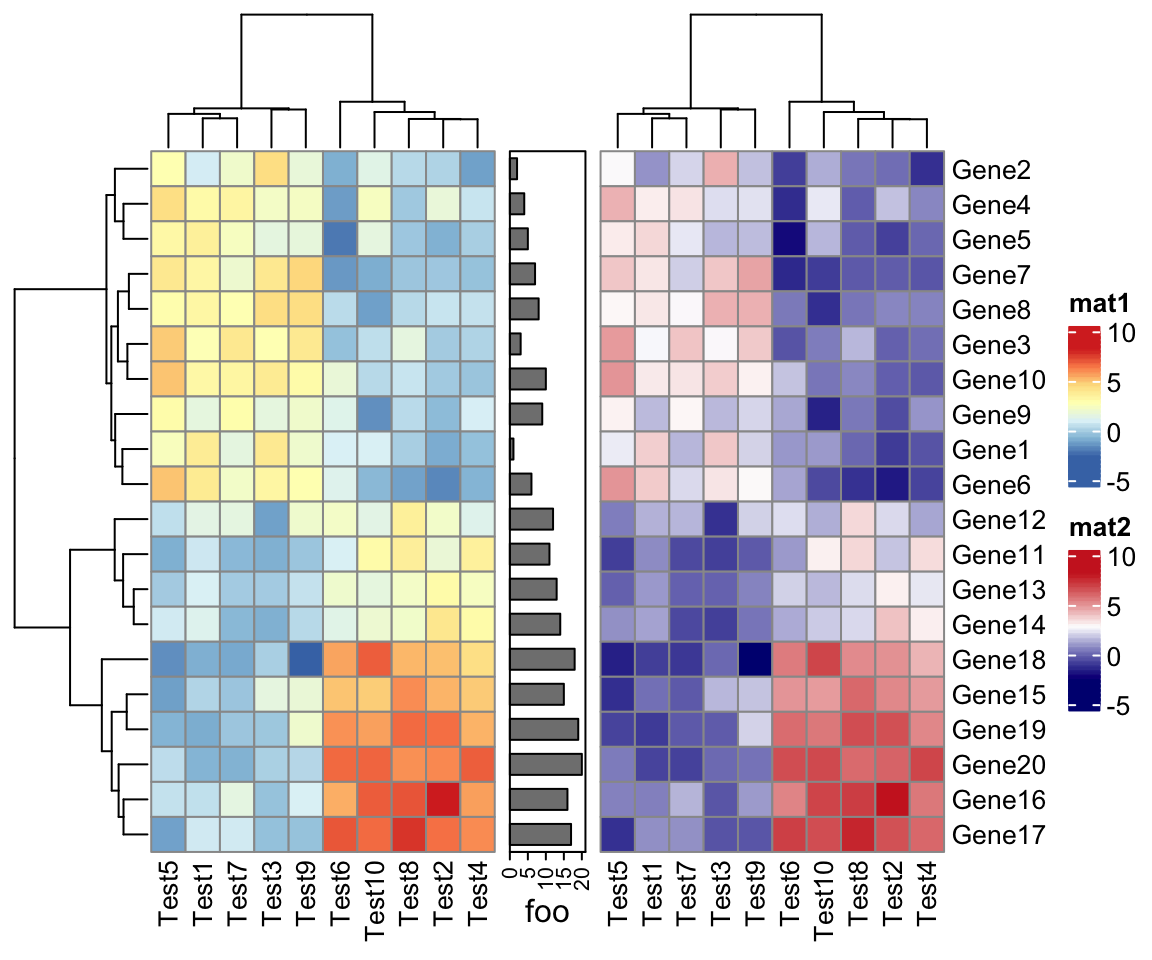 Gene2
Gene4
Gene5
Gene7
Gene8
Gene3
Gene10
Gene9
Gene1
Gene6
Gene12
Gene11
Gene13
Gene14
Gene18
Gene15
Gene19
Gene20
Gene16
Gene17
mat1
10
5
0
-5
mat2
10
5
0
-5
Test5 Test1 Test7 Test3 Test9 Test6 Test10 Test8 Test2 Test4
0 5 10 15 20
foo
Test5 Test1 Test7 Test3 Test9 Test6 Test10 Test8 Test2 Test4